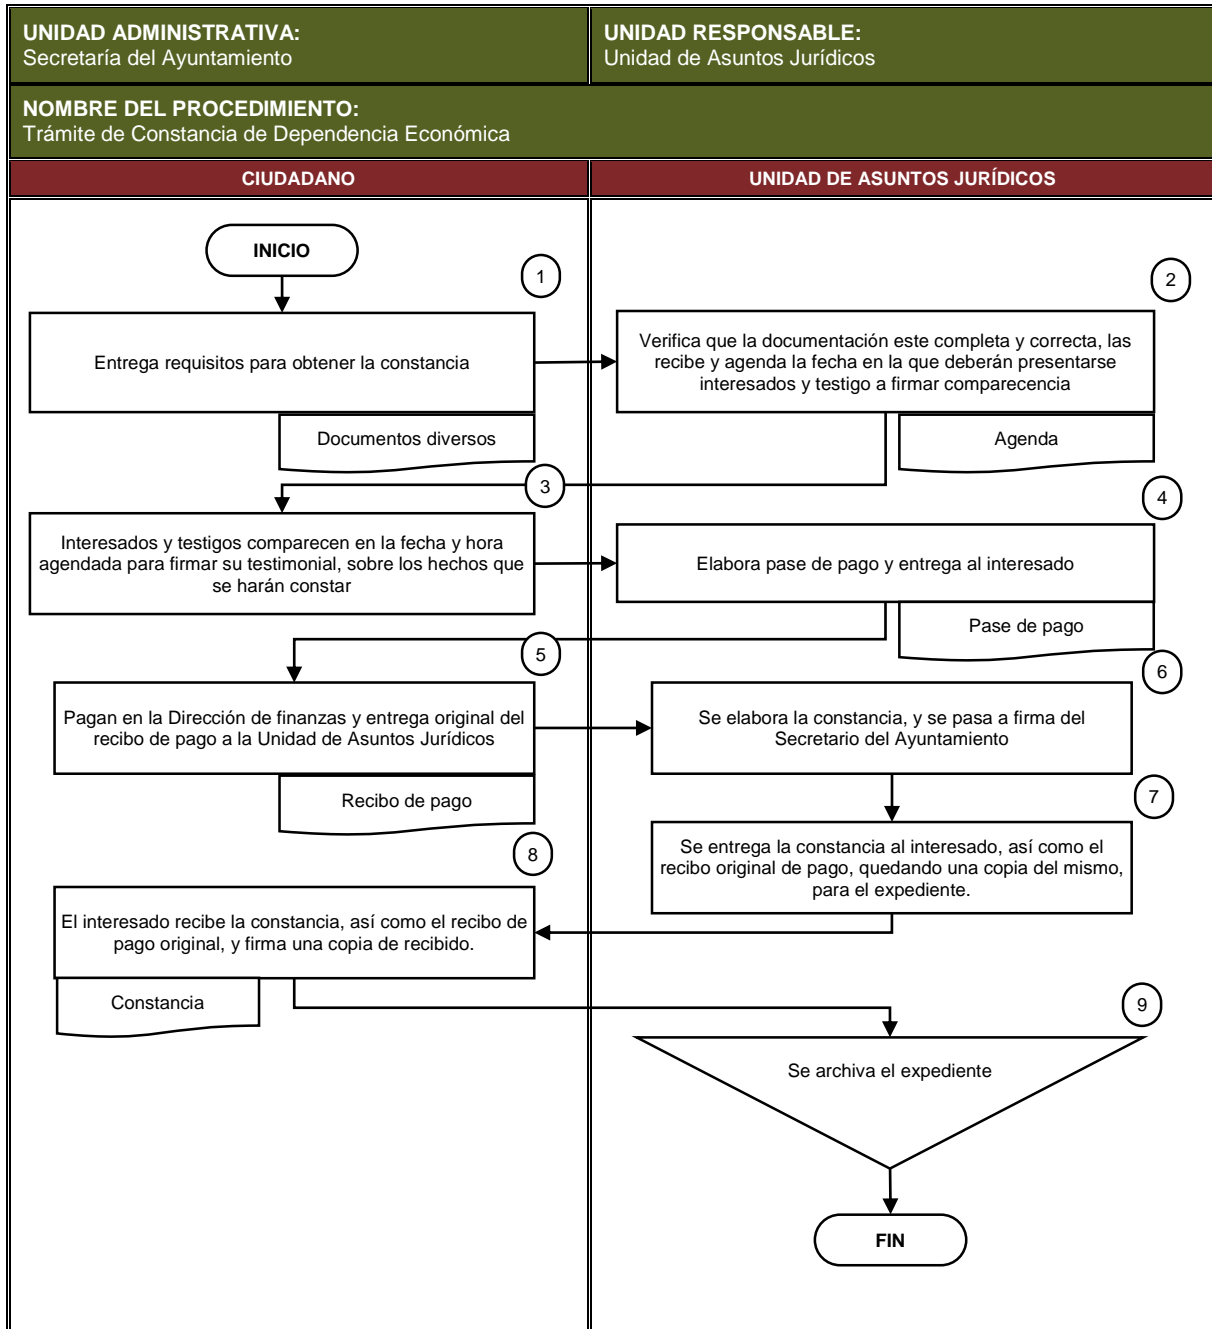 UNIDAD ADMINISTRATIVA:
Secretaría del Ayuntamiento
UNIDAD RESPONSABLE:
Unidad de Asuntos Jurídicos
NOMBRE DEL PROCEDIMIENTO:
Trámite de Constancia de Dependencia Económica
CIUDADANO
UNIDAD DE ASUNTOS JURÍDICOS
INICIO
1
Entrega requisitos para obtener la constancia
Documentos diversos
2
Verifica que la documentación este completa y correcta, las
recibe y agenda la fecha en la que deberán presentarse
interesados y testigo a firmar comparecencia
Agenda
3
Interesados y testigos comparecen en la fecha y hora
agendada para firmar su testimonial, sobre los hechos que
se harán constar
4
Elabora pase de pago y entrega al interesado
Pase de pago
5
Pagan en la Dirección de finanzas y entrega original del
recibo de pago a la Unidad de Asuntos Jurídicos
Recibo de pago
6
Se elabora la constancia, y se pasa a firma del
Secretario del Ayuntamiento
7
Se entrega la constancia al interesado, así como el
recibo original de pago, quedando una copia del mismo,
para el expediente.
8
El interesado recibe la constancia, así como el recibo de
pago original, y firma una copia de recibido.
Constancia
9
Se archiva el expediente
FIN